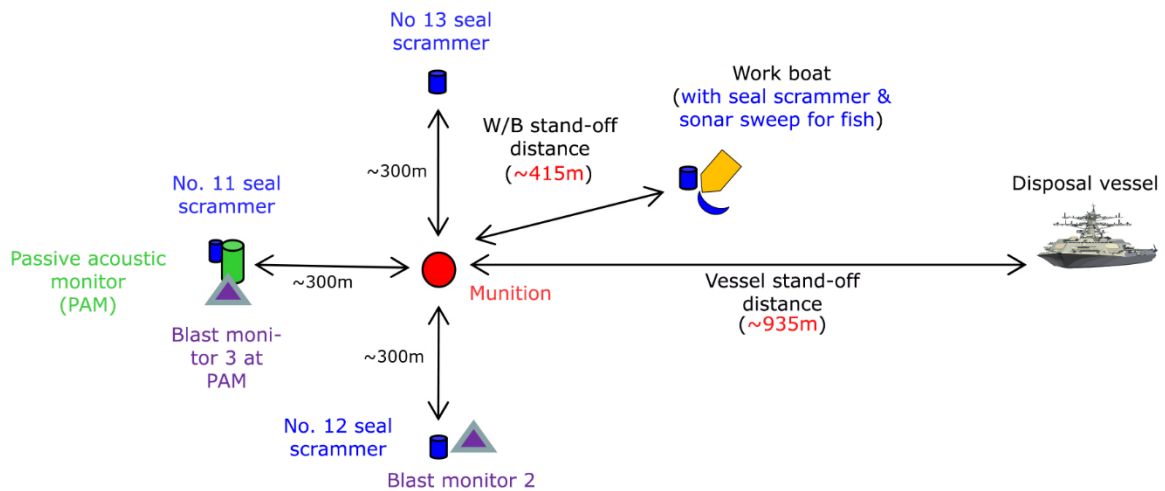 No 13 seal
scrammer
Work boat
(with seal scrammer &
sonar sweep for fish)
W/B stand-off
distance
(~415m)
~300m
No. 11 seal
scrammer
Disposal vessel
Passive acoustic
monitor
(PAM)
~300m
Munition
Vessel stand-off
distance
(~935m)
Blast moni-
tor 3 at
PAM
~300m
No. 12 seal
scrammer
Blast monitor 2